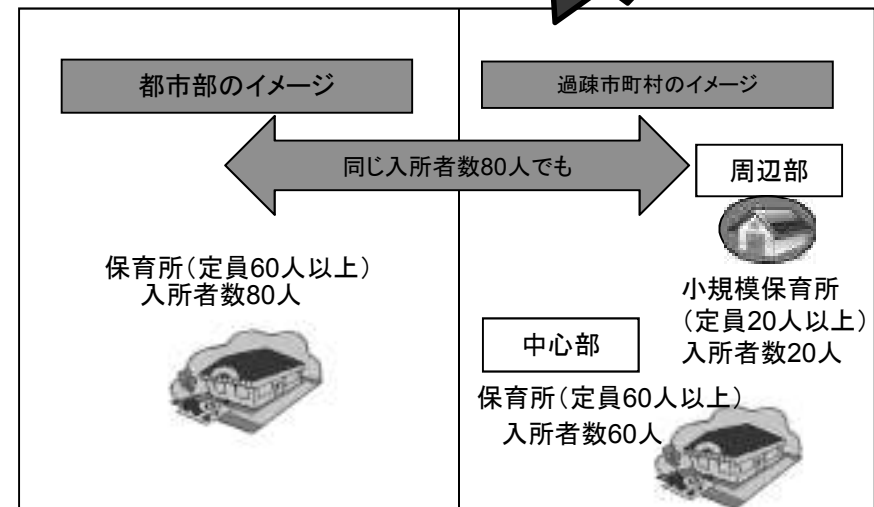 都市部のイメージ
過疎市町村のイメージ
同じ入所者数80人でも
周辺部
保育所(定員60人以上)
入所者数80人
小規模保育所
(定員20人以上)
入所者数20人
中心部
保育所(定員60人以上)
入所者数60人